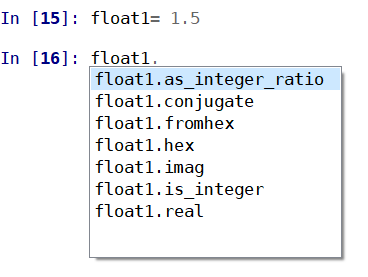 In [15]: float1= 1.5
In [16]: float1.
float1.as_integer_ratio
float1.conjugate
float1.fromhex
float1.hex
float1.imag
float1.is_integer
float1.real